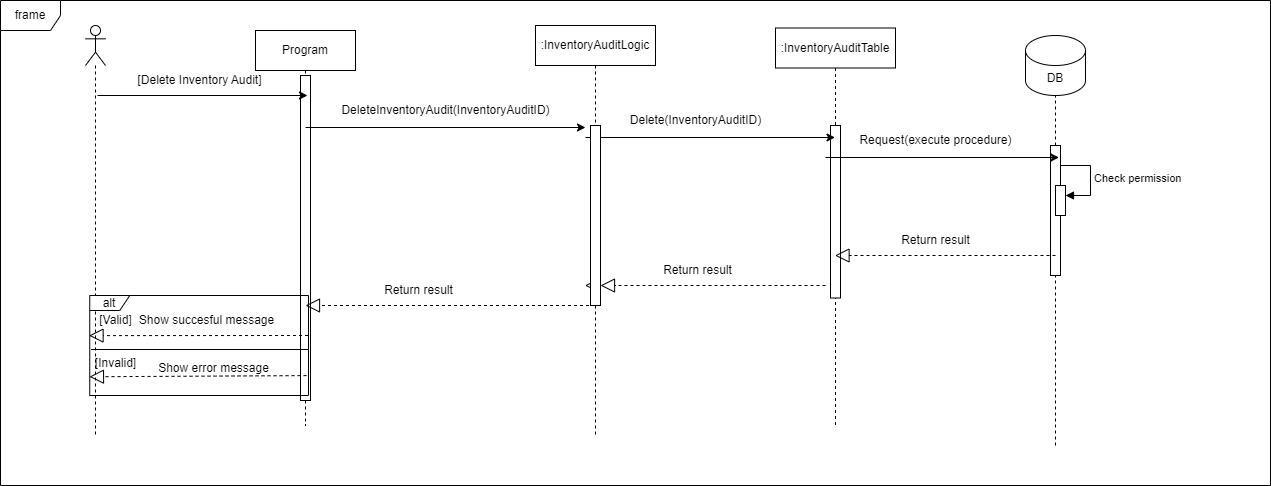 frame
Program
:InventoryAuditLogic
:InventoryAuditTable
DB
[Delete Inventory Audit]
DeleteInventoryAudit(InventoryAuditID)
Delete(InventoryAuditID)
Request(execute procedure)
Check permission
Return result
Return result
Return result
alt
[Valid] Show succesful message
[Invalid] Show error message